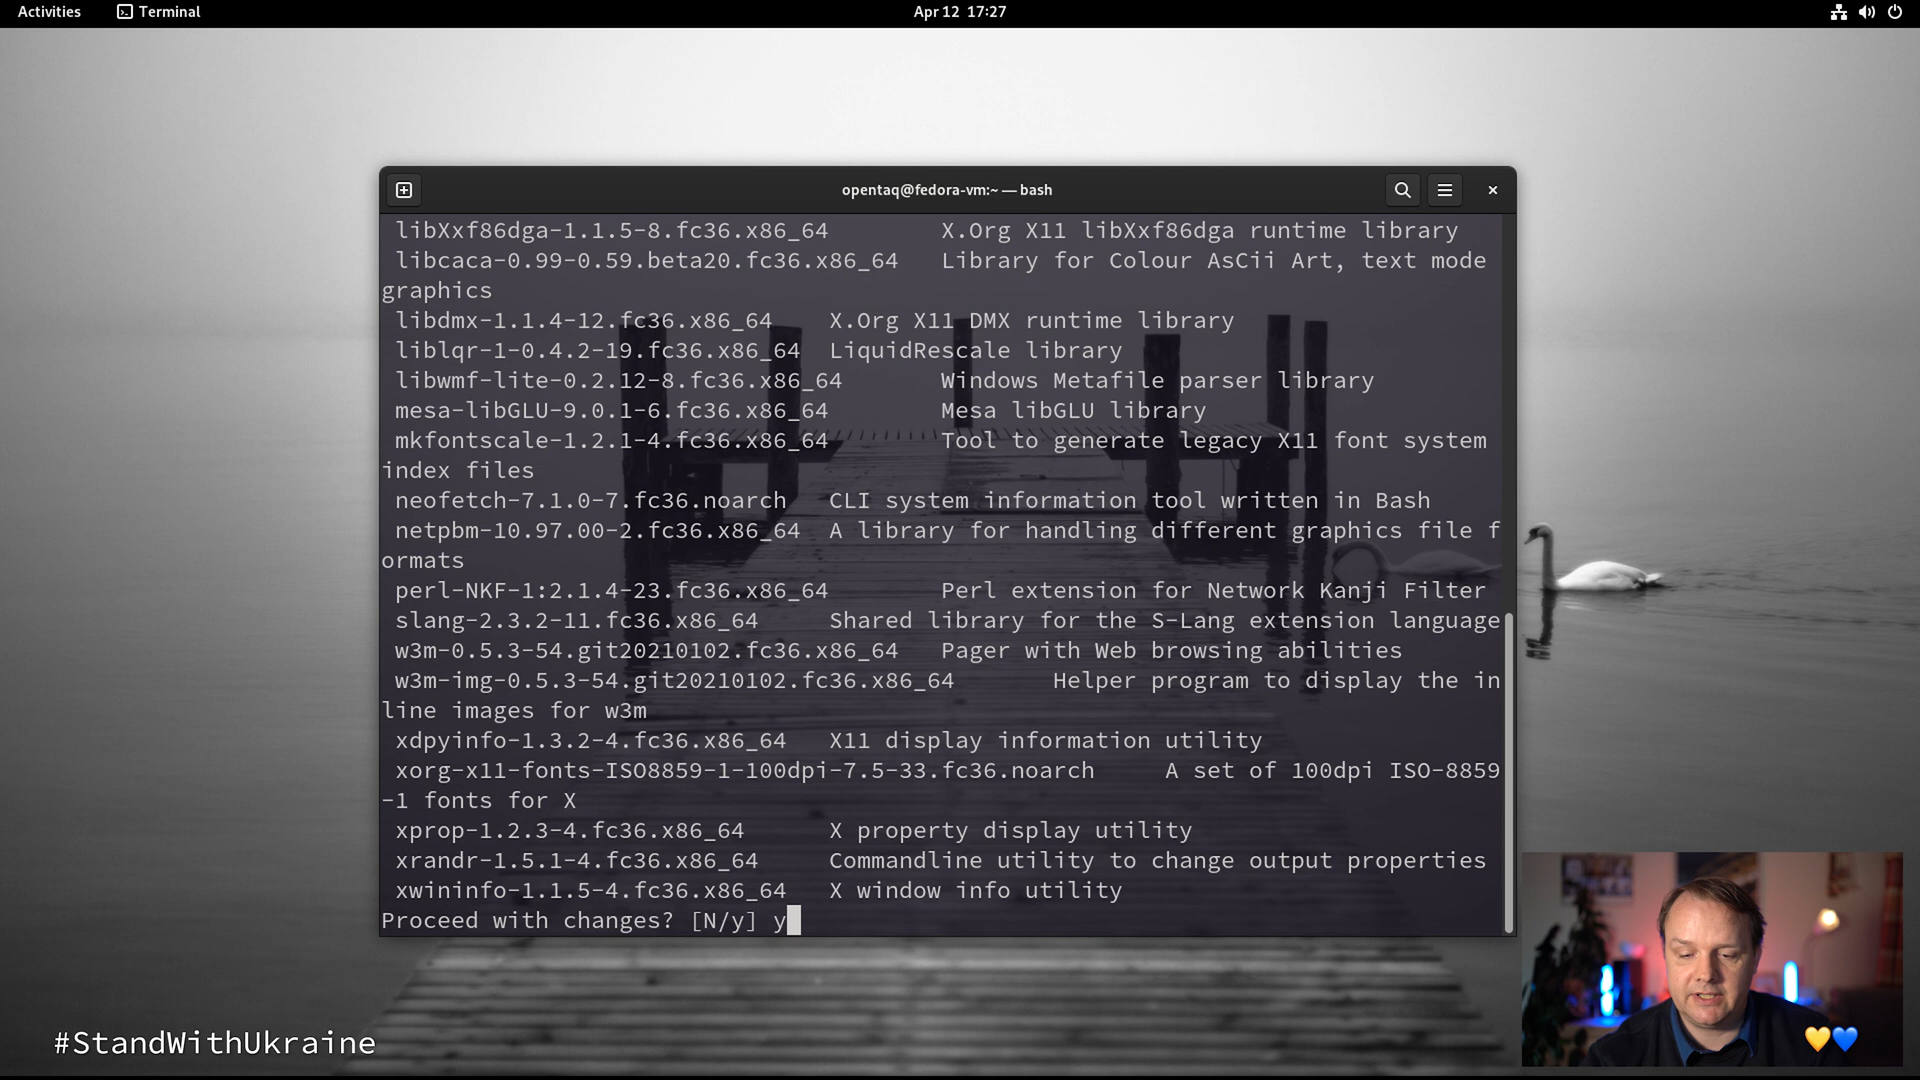 Activities Terminal Apr 12 17:27
opentaq@fedora-vm:~ — bash
libXxf86dga-1.1.5-8.fc36.x86_64 X.Org X11 libXxf86dga runtime library
libcaca-0.99-0.59.beta20.fc36.x86_64 Library for Colour AsCii Art, text mode
graphics
libdmx-1.1.4-12.fc36.x86_64 X.Org X11 DMX runtime library
liblqr-1-0.4.2-19.fc36.x86_64 LiquidRescale library
libwmf-lite-0.2.12-8.fc36.x86_64 Windows Metafile parser library
mesa-libGLU-9.0.1-6.fc36.x86_64 Mesa libGLU library
mkfontscale-1.2.1-4.fc36.x86_64 Tool to generate legacy X11 font system
index files
neofetch-7.1.0-7.fc36.noarch CLI system information tool written in Bash
netpbm-10.97.00-2.fc36.x86_64 A library for handling different graphics file f
ormats
perl-NKF-1:2.1.4-23.fc36.x86_64 Perl extension for Network Kanji Filter
slang-2.3.2-11.fc36.x86_64 Shared library for the S-Lang extension language
w3m-0.5.3-54.git20210102.fc36.x86_64 Pager with Web browsing abilities
w3m-img-0.5.3-54.git20210102.fc36.x86_64 Helper program to display the in
line images for w3m
xdpyinfo-1.3.2-4.fc36.x86_64 X11 display information utility
xorg-x11-fonts-ISO8859-1-100dpi-7.5-33.fc36.noarch A set of 100dpi ISO-8859
-1 fonts for X
xprop-1.2.3-4.fc36.x86_64 X property display utility
xrandr-1.5.1-4.fc36.x86_64 Commandline utility to change output properties
xwininfo-1.1.5-4.fc36.x86_64 X window info utility
Proceed with changes? [N/y] y
#StandWithUkraine